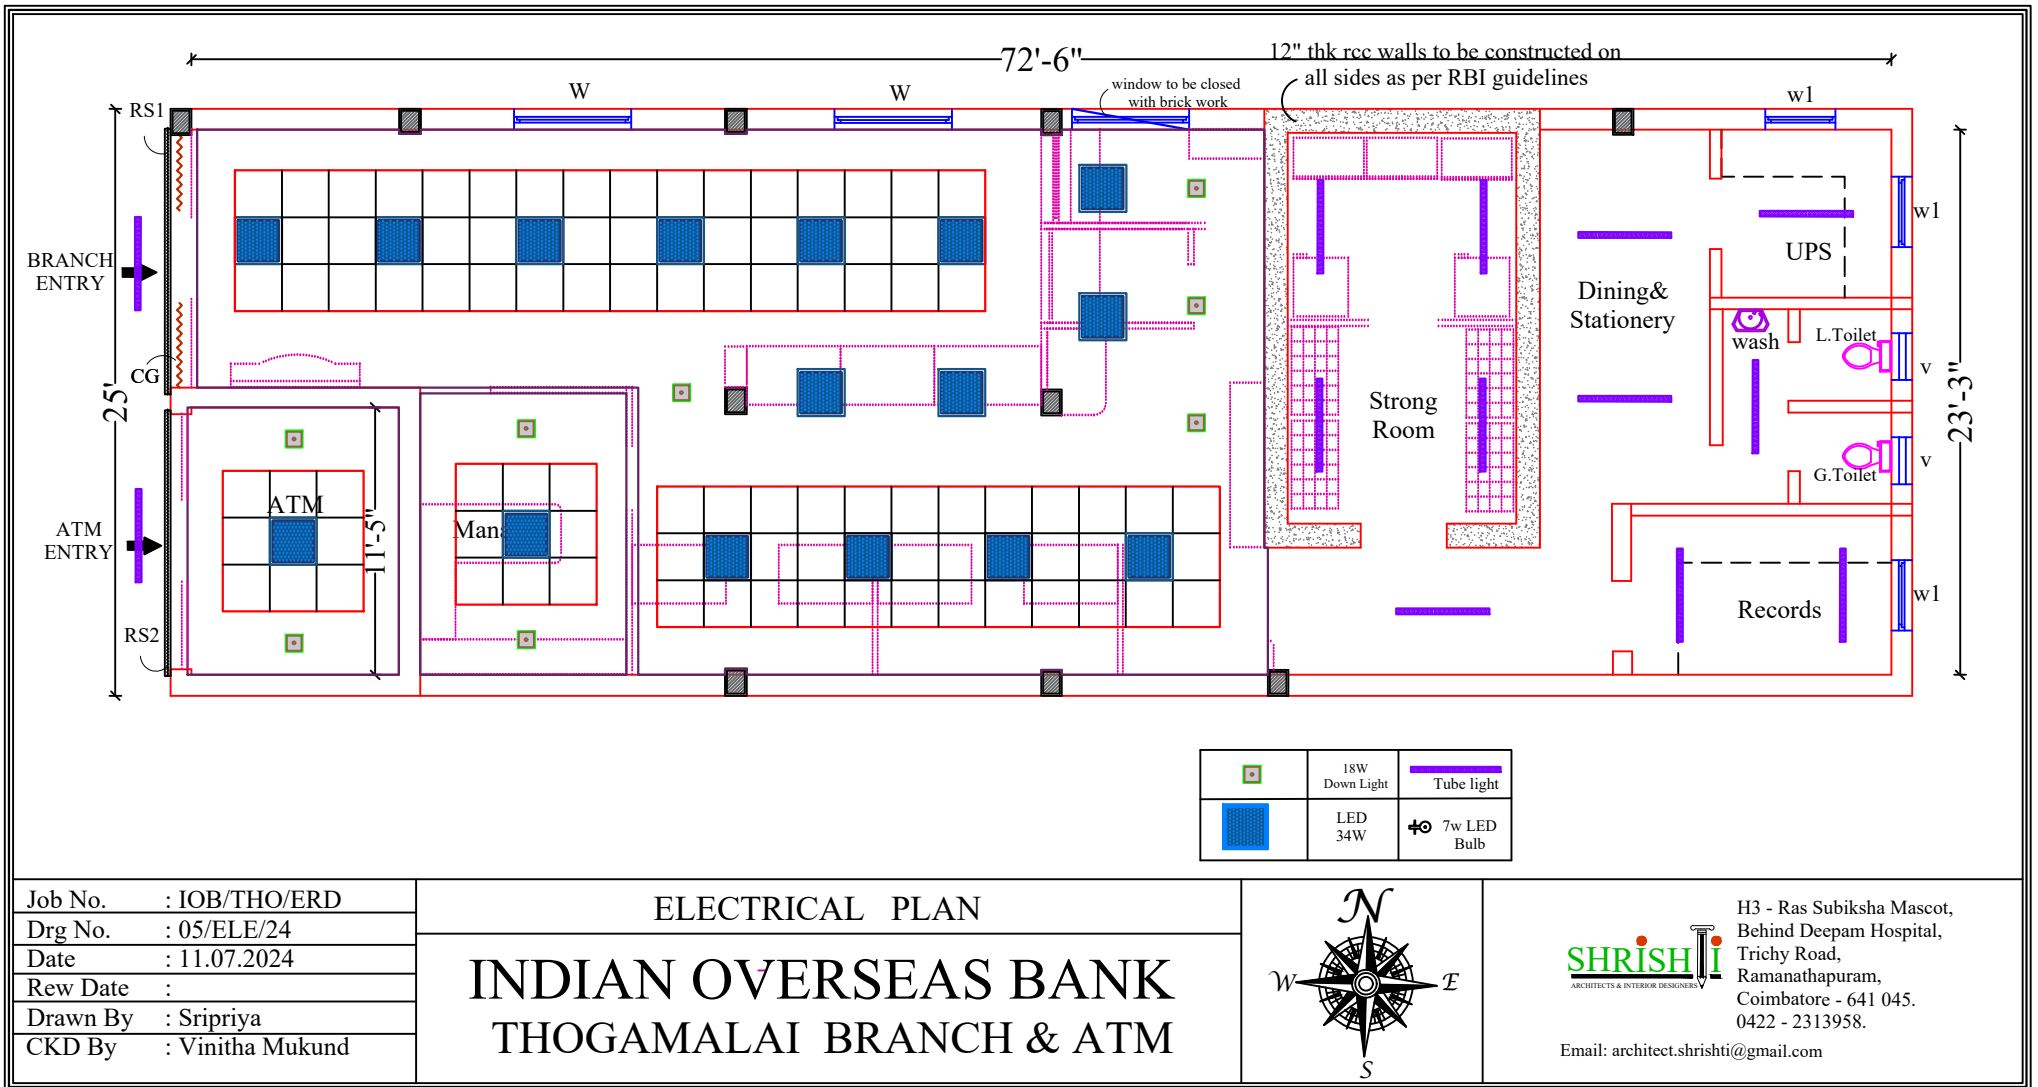 72'-6"
12" thk rcc walls to be constructed on
all sides as per RBI guidelines
W
W
window to be closed
with brick work
w1
RS1
BRANCH
ENTRY
CG
25'
ATM
ENTRY
RS2
ATM
11'-5"
Strong
Room
Dining&
Stationery
UPS
w1
wash
L.Toilet
v
G.Toilet
v
23'-3"
Records
w1
18W
Down Light
Tube light
LED
34W
7w LED
Bulb
Job No. : IOB/THO/ERD
Drg No. : 05/ELE/24
Date : 11.07.2024
Rew Date :
Drawn By : Sripriya
CKD By : Vinitha Mukund
ELECTRICAL PLAN
INDIAN OVERSEAS BANK
THOGAMALAI BRANCH & ATM
N
W
E
S
SHRiSHTi
ARCHITECTS & INTERIOR DESIGNERS
H3 - Ras Subiksha Mascot,
Behind Deepam Hospital,
Trichy Road,
Ramanathapuram,
Coimbatore - 641 045.
0422 - 2313958.
Email: architect.shrishti@gmail.com